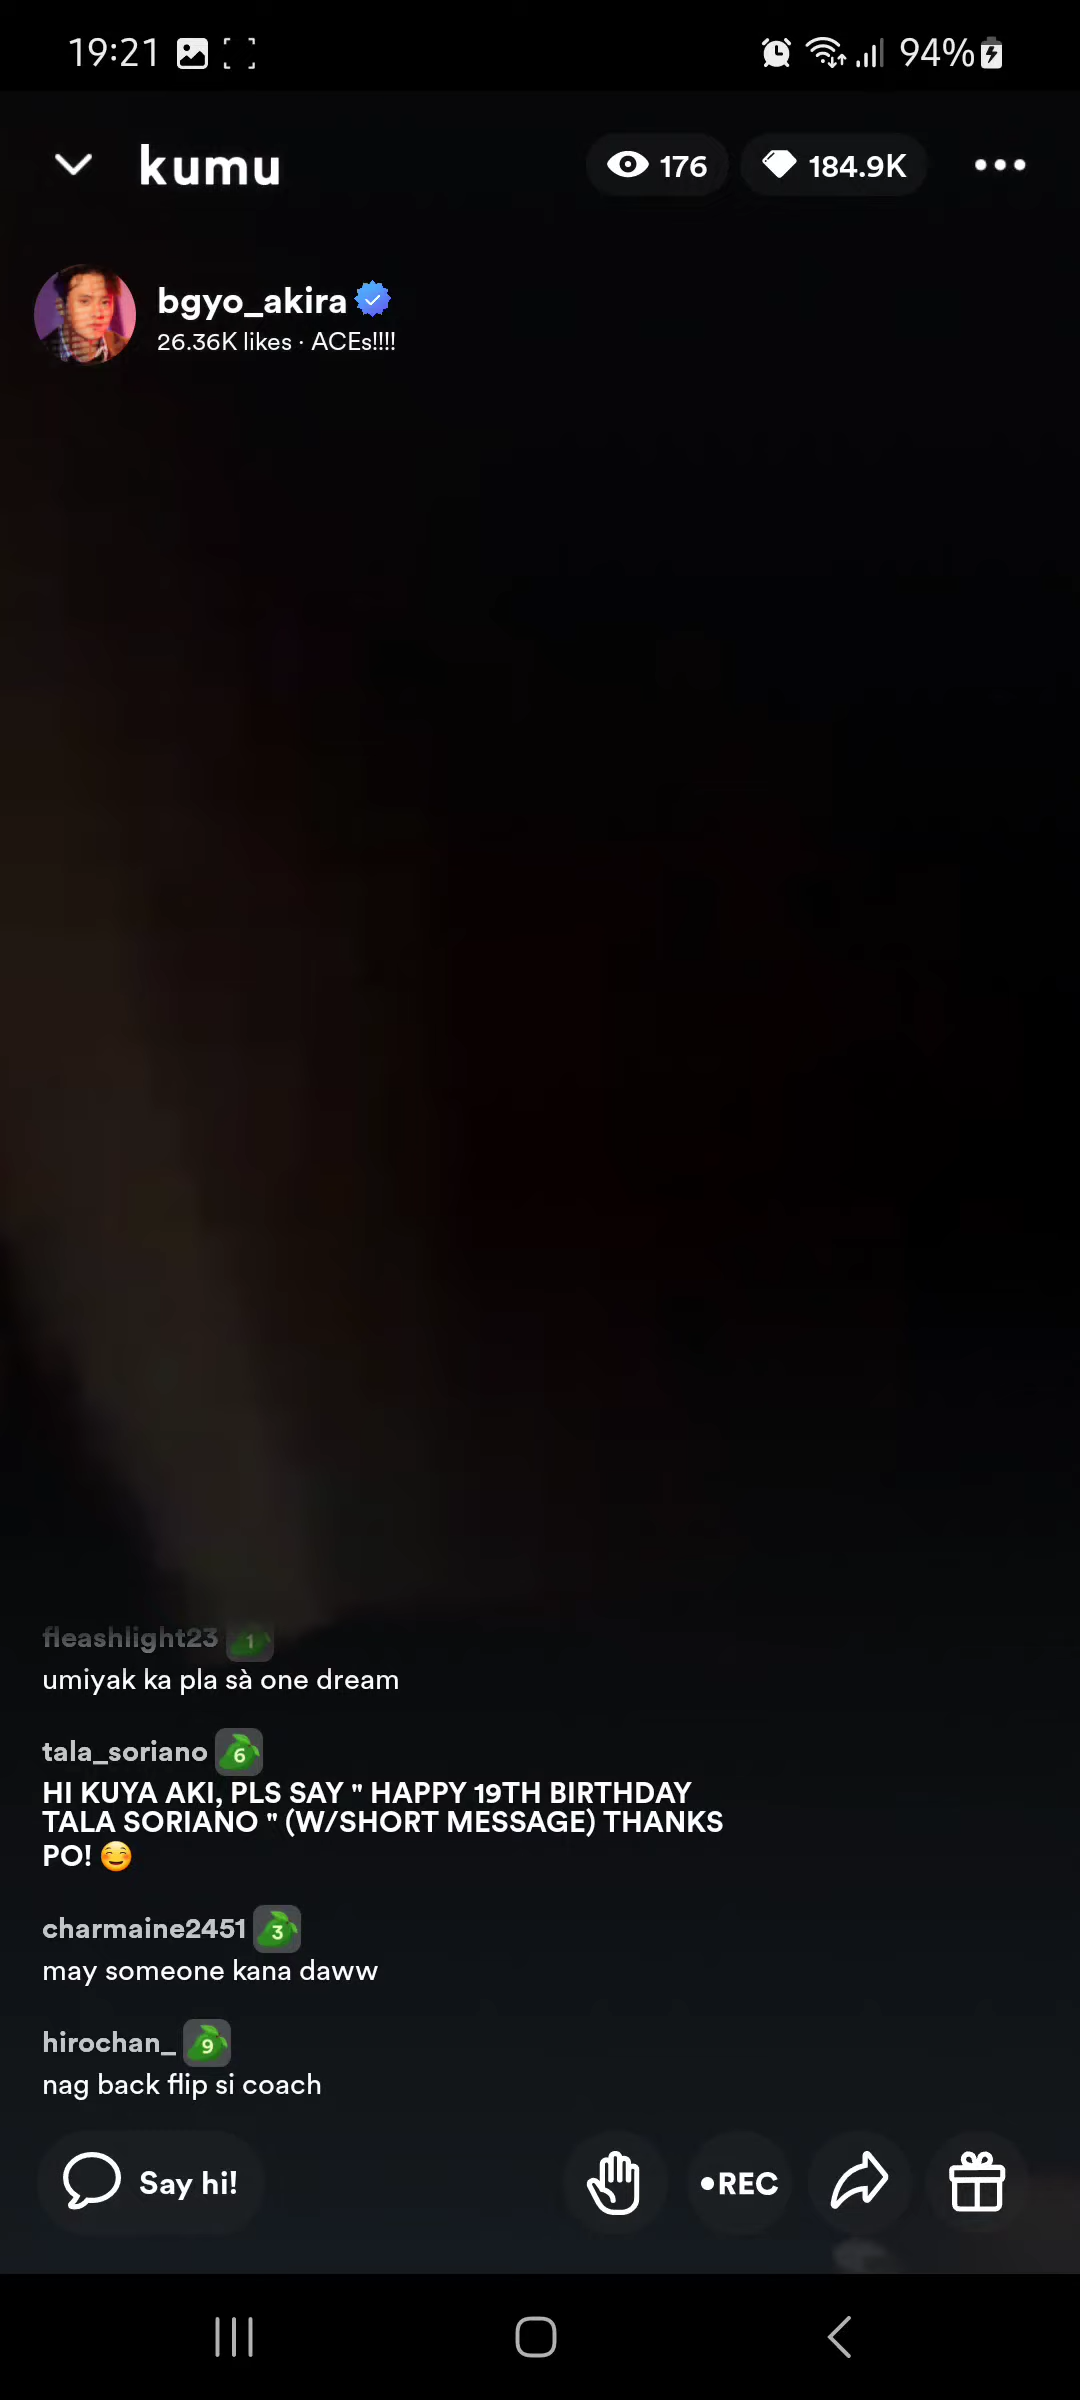 19:21
94%
kumu
176
184.9K
bgyo_akira
26.36K likes · ACEs!!!!
fleashlight23 1
umiyak ka pla sà one dream
tala_soriano 6
HI KUYA AKI, PLS SAY " HAPPY 19TH BIRTHDAY
TALA SORIANO " (W/SHORT MESSAGE) THANKS
PO! ☺️
charmaine2451 3
may someone kana daww
hirochan_ 9
nag back flip si coach
Say hi!
•REC